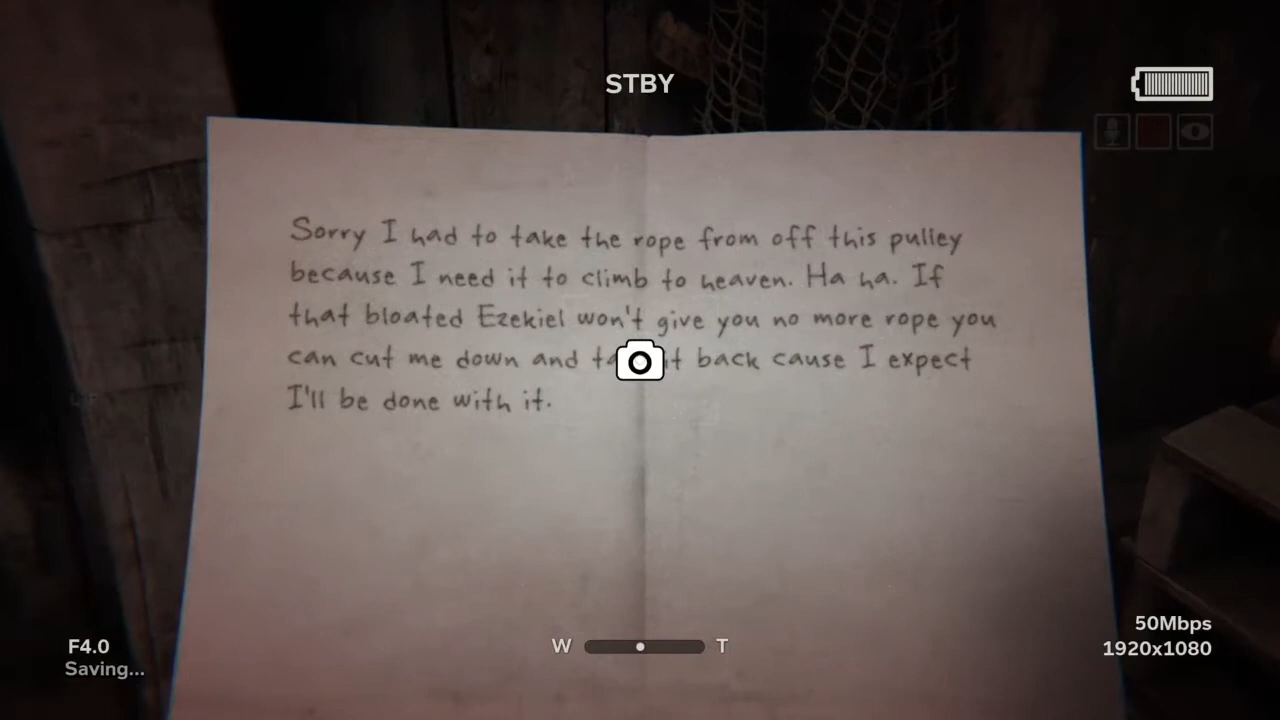 STBY
Sorry I had to take the rope from off this pulley
because I need it to climb to heaven. Ha ha. If
that bloated Ezekiel won't give you no more rope you
can cut me down and it back cause I expect
I'll be done with it.
F4.0
Saving...
W T
50Mbps
1920x1080